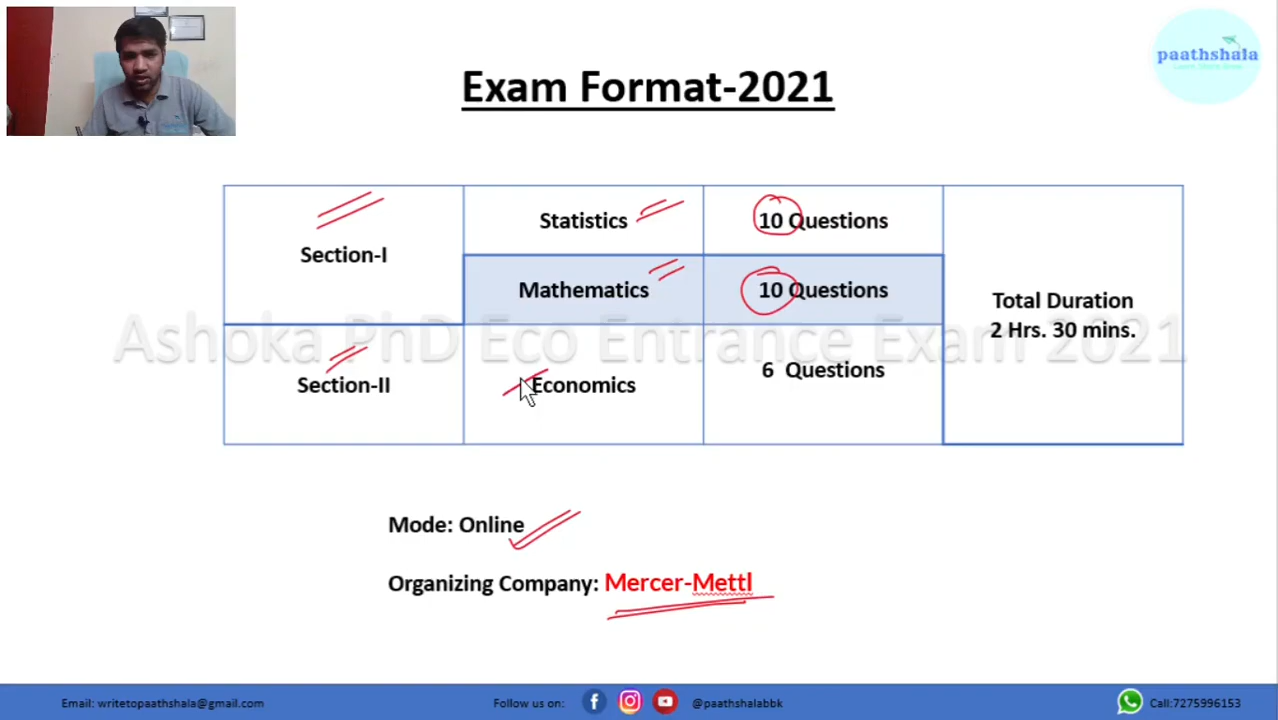 paathshala
Exam Format-2021
Section-I
Statistics
10 Questions
Mathematics
10 Questions
Total Duration
2 Hrs. 30 mins.
Ashoka PhD Eco Entrance Exam 2021
Section-II
Economics
6 Questions
Mode: Online
Organizing Company: Mercer-Mettl
Email: writetopaathshala@gmail.com
Follow us on:
@paathshalabbk
Call:7275996153